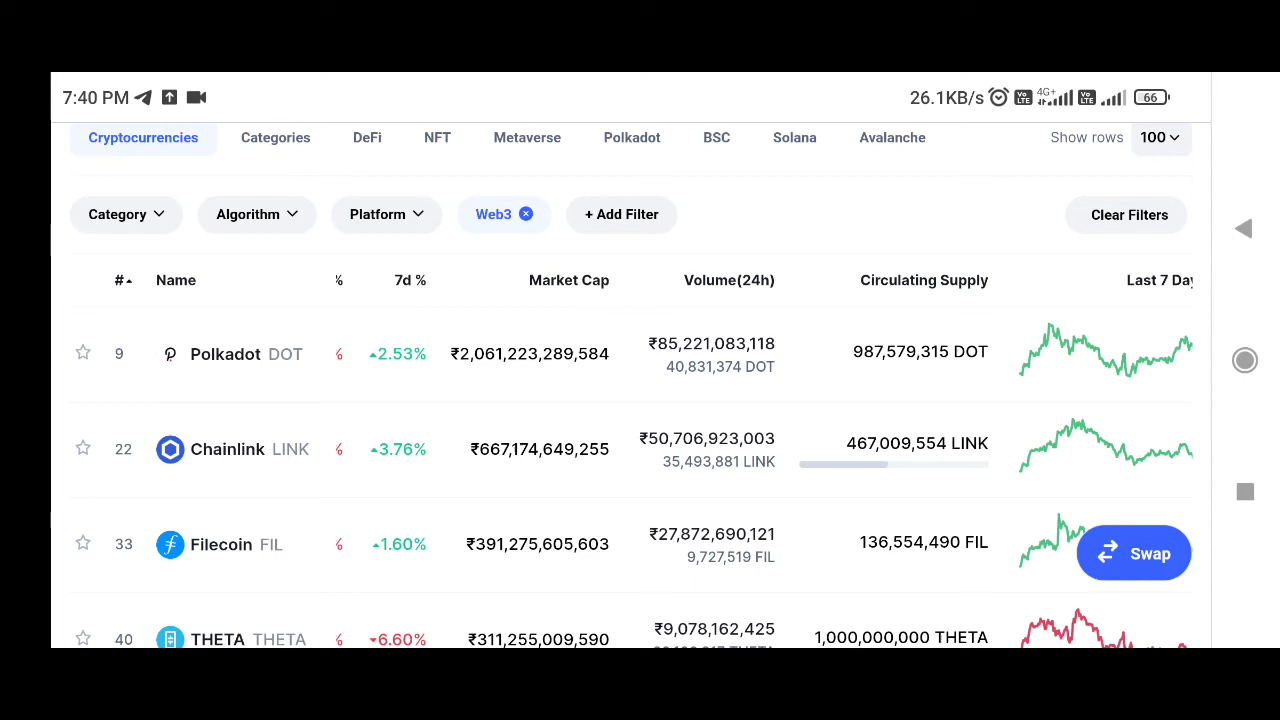 7:40 PM 26.1KB/s Vo LTE 4G+ Vo LTE 66
Cryptocurrencies Categories DeFi NFT Metaverse Polkadot BSC Solana Avalanche Show rows 100
Category Algorithm Platform Web3 + Add Filter Clear Filters
# Name % 7d % Market Cap Volume(24h) Circulating Supply Last 7 Day
9 Polkadot DOT 2.53% ₹2,061,223,289,584 ₹85,221,083,118 987,579,315 DOT
40,831,374 DOT
22 Chainlink LINK 3.76% ₹667,174,649,255 ₹50,706,923,003 467,009,554 LINK
35,493,881 LINK
33 Filecoin FIL 1.60% ₹391,275,605,603 ₹27,872,690,121 136,554,490 FIL
9,727,519 FIL
Swap
40 THETA THETA 6.60% ₹311,255,009,590 ₹9,078,162,425 1,000,000,000 THETA